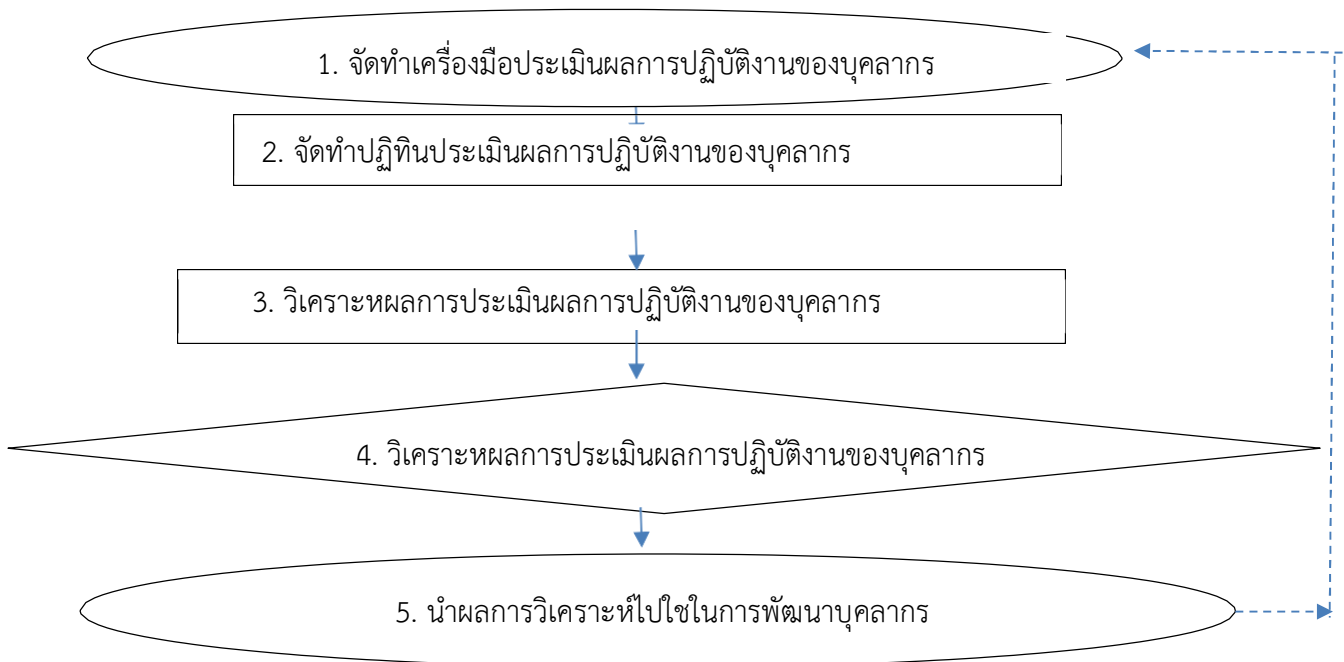 1. จัดทำเครื่องมือประเมินผลการปฏิบัติงานของบุคลากร
2. จัดทำปฏิทินประเมินผลการปฏิบัติงานของบุคลากร
3. วิเคราะหผลการประเมินผลการปฏิบัติงานของบุคลากร
4. วิเคราะหผลการประเมินผลการปฏิบัติงานของบุคลากร
5. นำผลการวิเคราะห์ไปใชในการพัฒนาบุคลากร